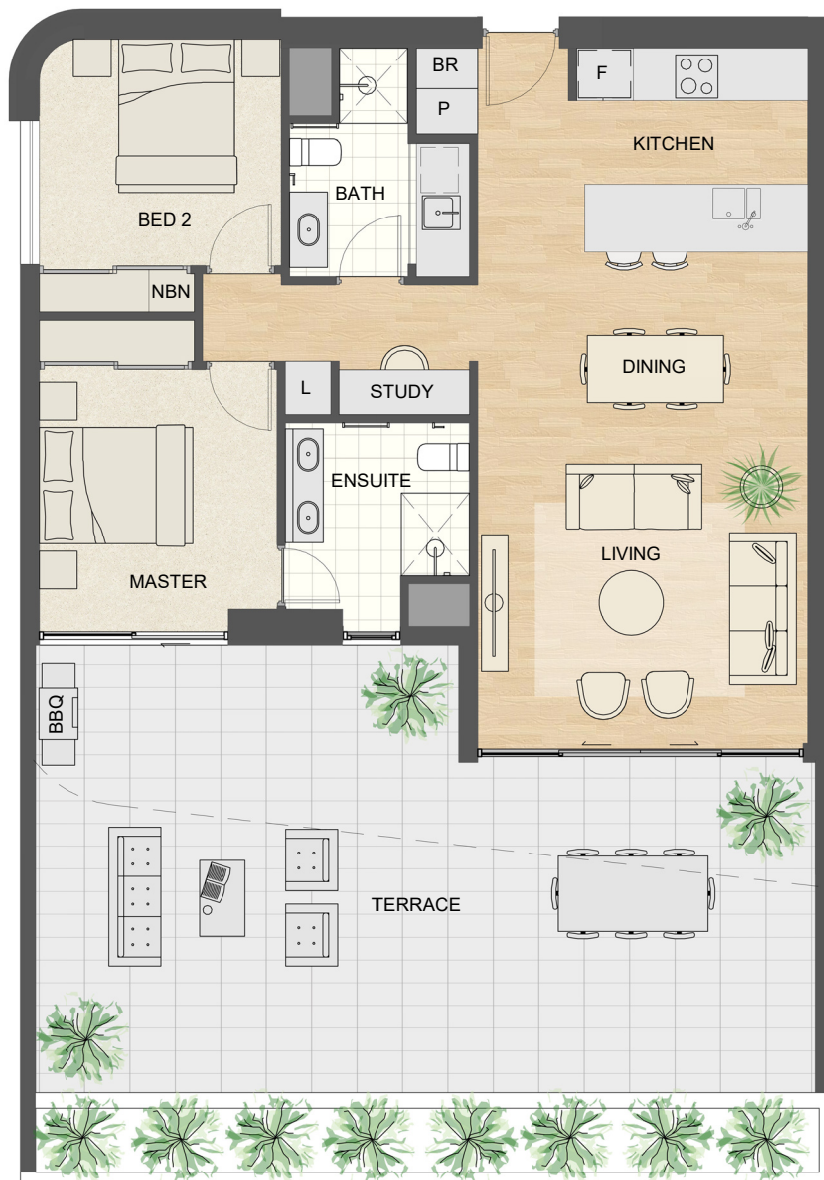 BR
F
P
KITCHEN
BATH
BED 2
NBN
DINING
L
STUDY
ENSUITE
LIVING
MASTER
BBQ
TERRACE